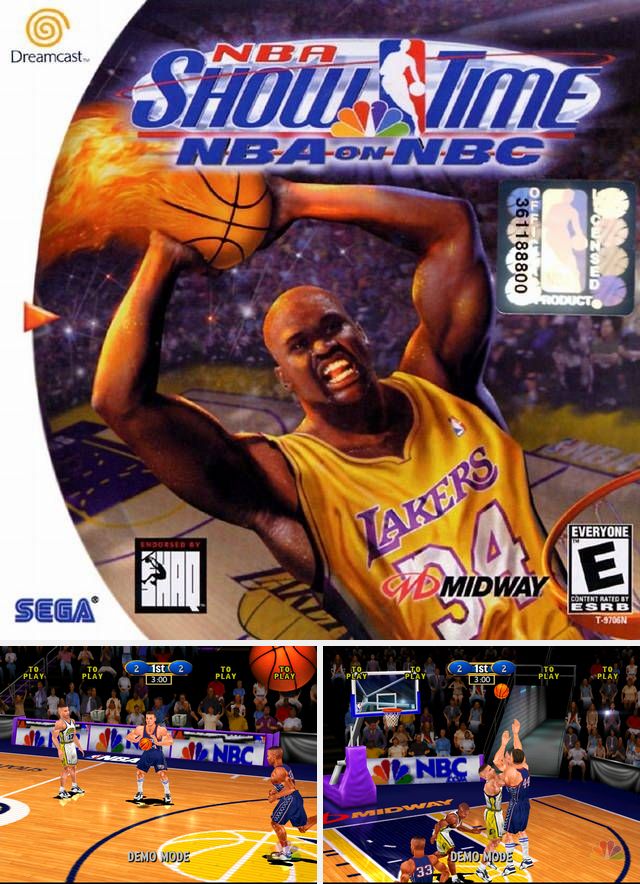 Dreamcast™
NBA
SHOWTIME
NBA ON NBC
OFFICIAL LICENSED
361188800
PRODUCT
LAKERS
34
ENDORSED BY
SHAQ
MIDWAY
EVERYONE
E
CONTENT RATED BY
ESRB
SEGA®
T-9706N
TO PLAY
TO PLAY
2 1st 2
TO PLAY
TO PLAY
3:00
NBC
DEMO MODE
TO PLAY
TO PLAY
2 1st 2
TO PLAY
TO PLAY
3:00
NBC
MIDWAY
44
33
DEMO MODE